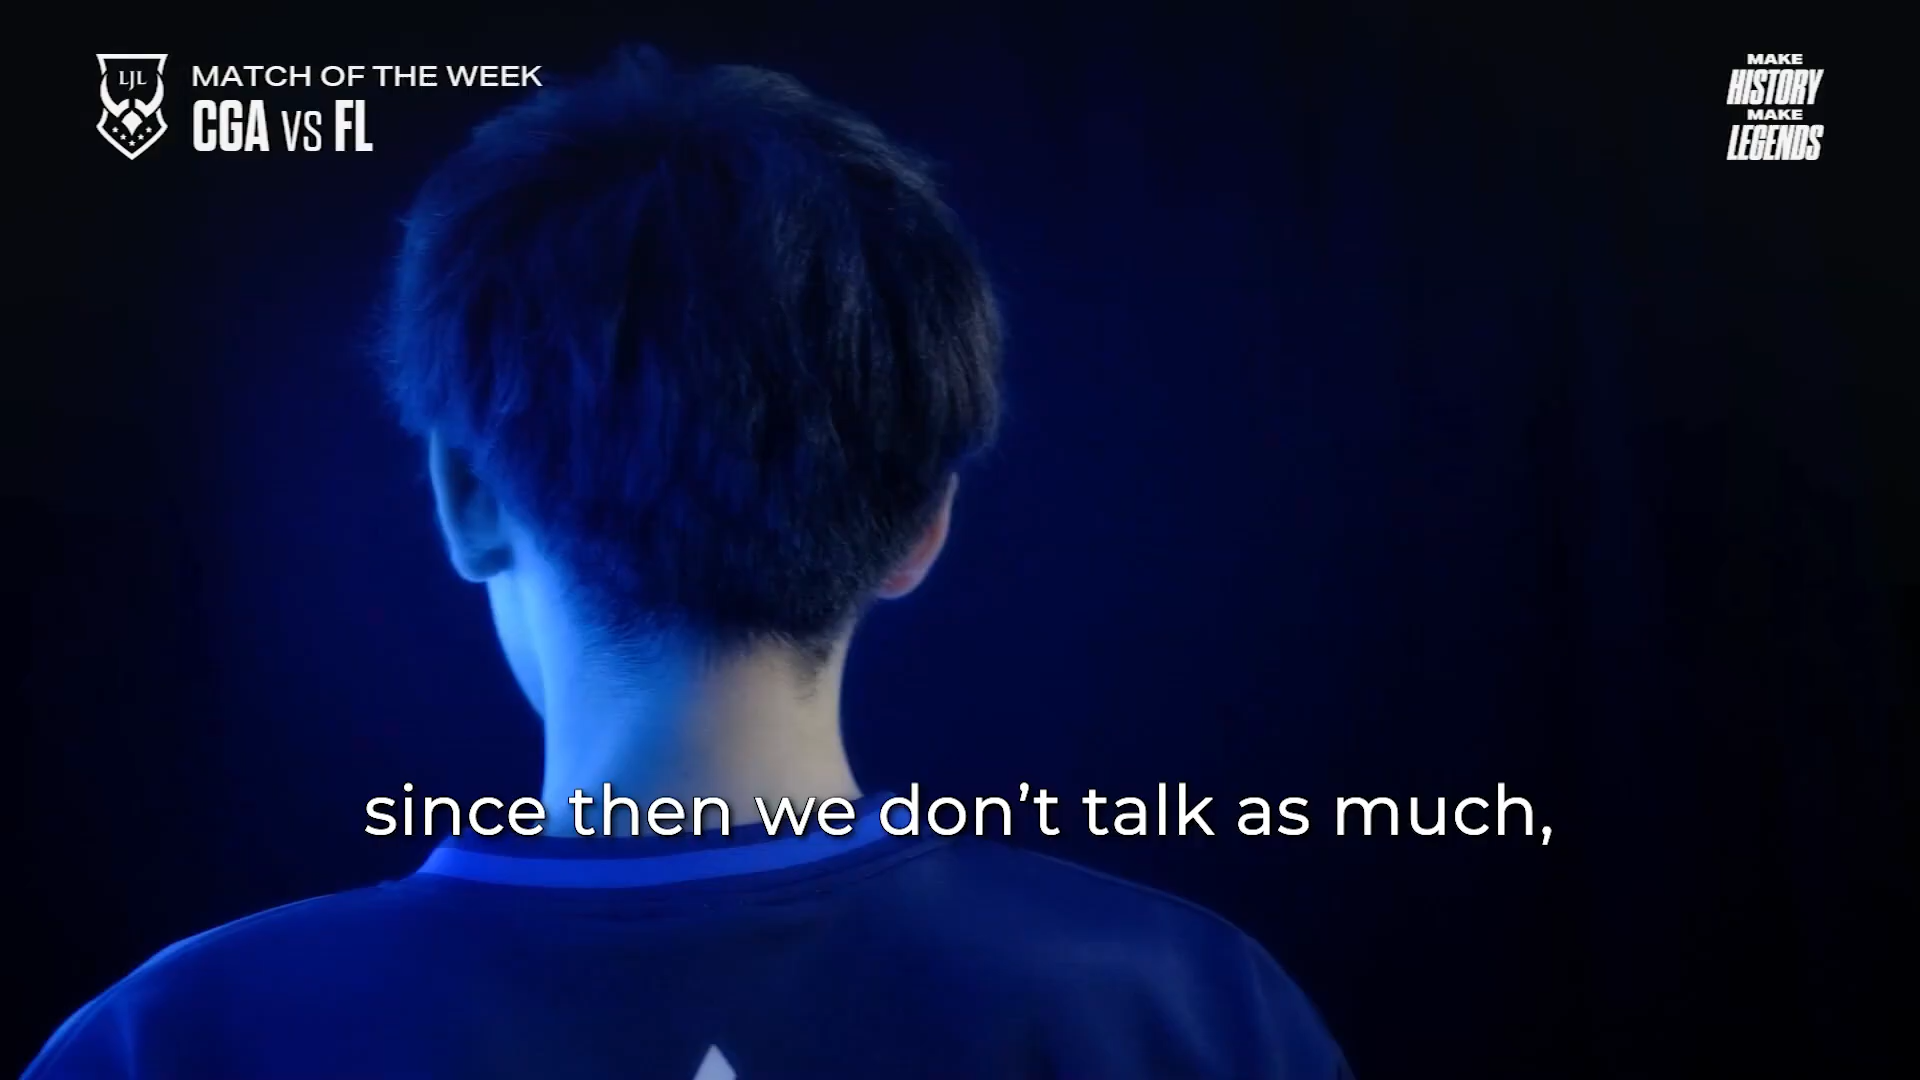 LJL
MATCH OF THE WEEK
CGA VS FL
MAKE
HISTORY
MAKE
LEGENDS
since then we don’t talk as much,